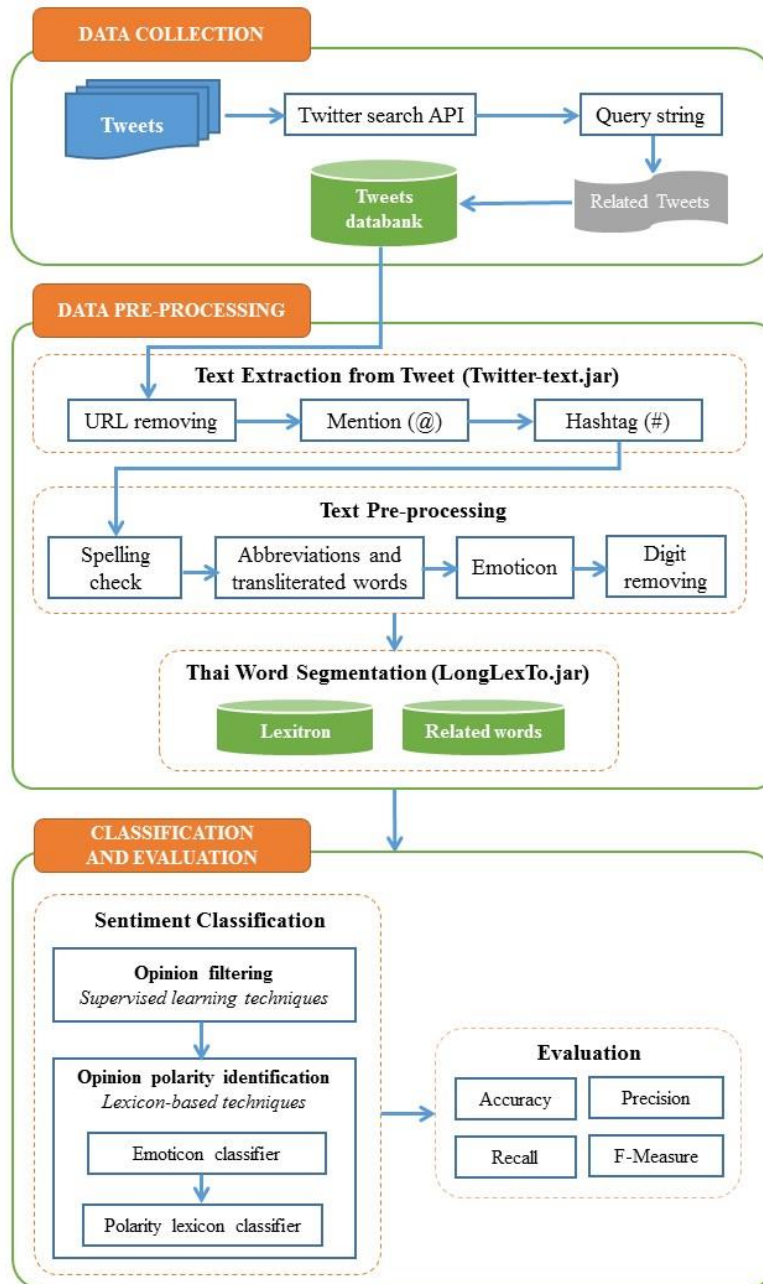 DATA COLLECTION
Tweets
Twitter search API
Query string
Tweets
databank
Related Tweets
DATA PRE-PROCESSING
Text Extraction from Tweet (Twitter-text.jar)
URL removing
Mention (@)
Hashtag (#)
Text Pre-processing
Spelling
check
Abbreviations and
transliterated words
Emoticon
Digit
removing
Thai Word Segmentation (LongLexTo.jar)
Lexitron
Related words
CLASSIFICATION
AND EVALUATION
Sentiment Classification
Opinion filtering
Supervised learning techniques
Opinion polarity identification
Lexicon-based techniques
Emoticon classifier
Polarity lexicon classifier
Evaluation
Accuracy
Precision
Recall
F-Measure